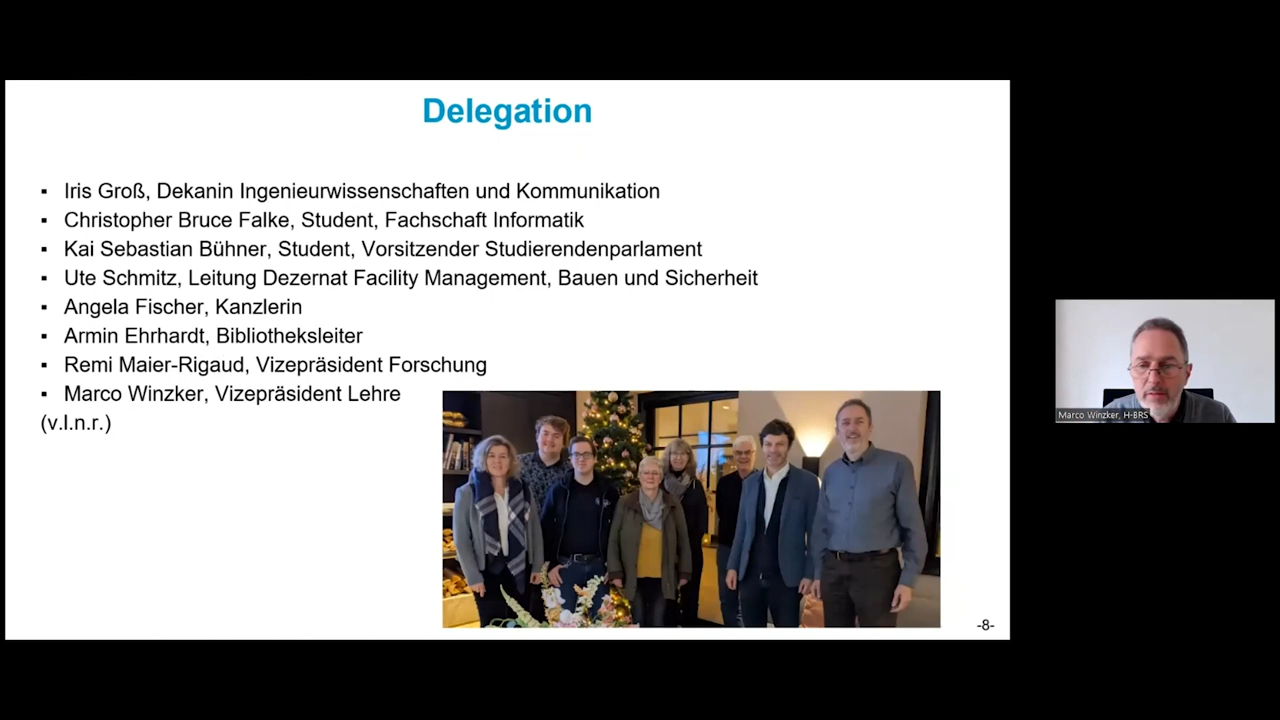 Delegation
▪ Iris Groß, Dekanin Ingenieurwissenschaften und Kommunikation
▪ Christopher Bruce Falke, Student, Fachschaft Informatik
▪ Kai Sebastian Bühner, Student, Vorsitzender Studierendenparlament
▪ Ute Schmitz, Leitung Dezernat Facility Management, Bauen und Sicherheit
▪ Angela Fischer, Kanzlerin
▪ Armin Ehrhardt, Bibliotheksleiter
▪ Remi Maier-Rigaud, Vizepräsident Forschung
▪ Marco Winzker, Vizepräsident Lehre
(v.l.n.r.)
-8-
Marco Winzker, H-BRS